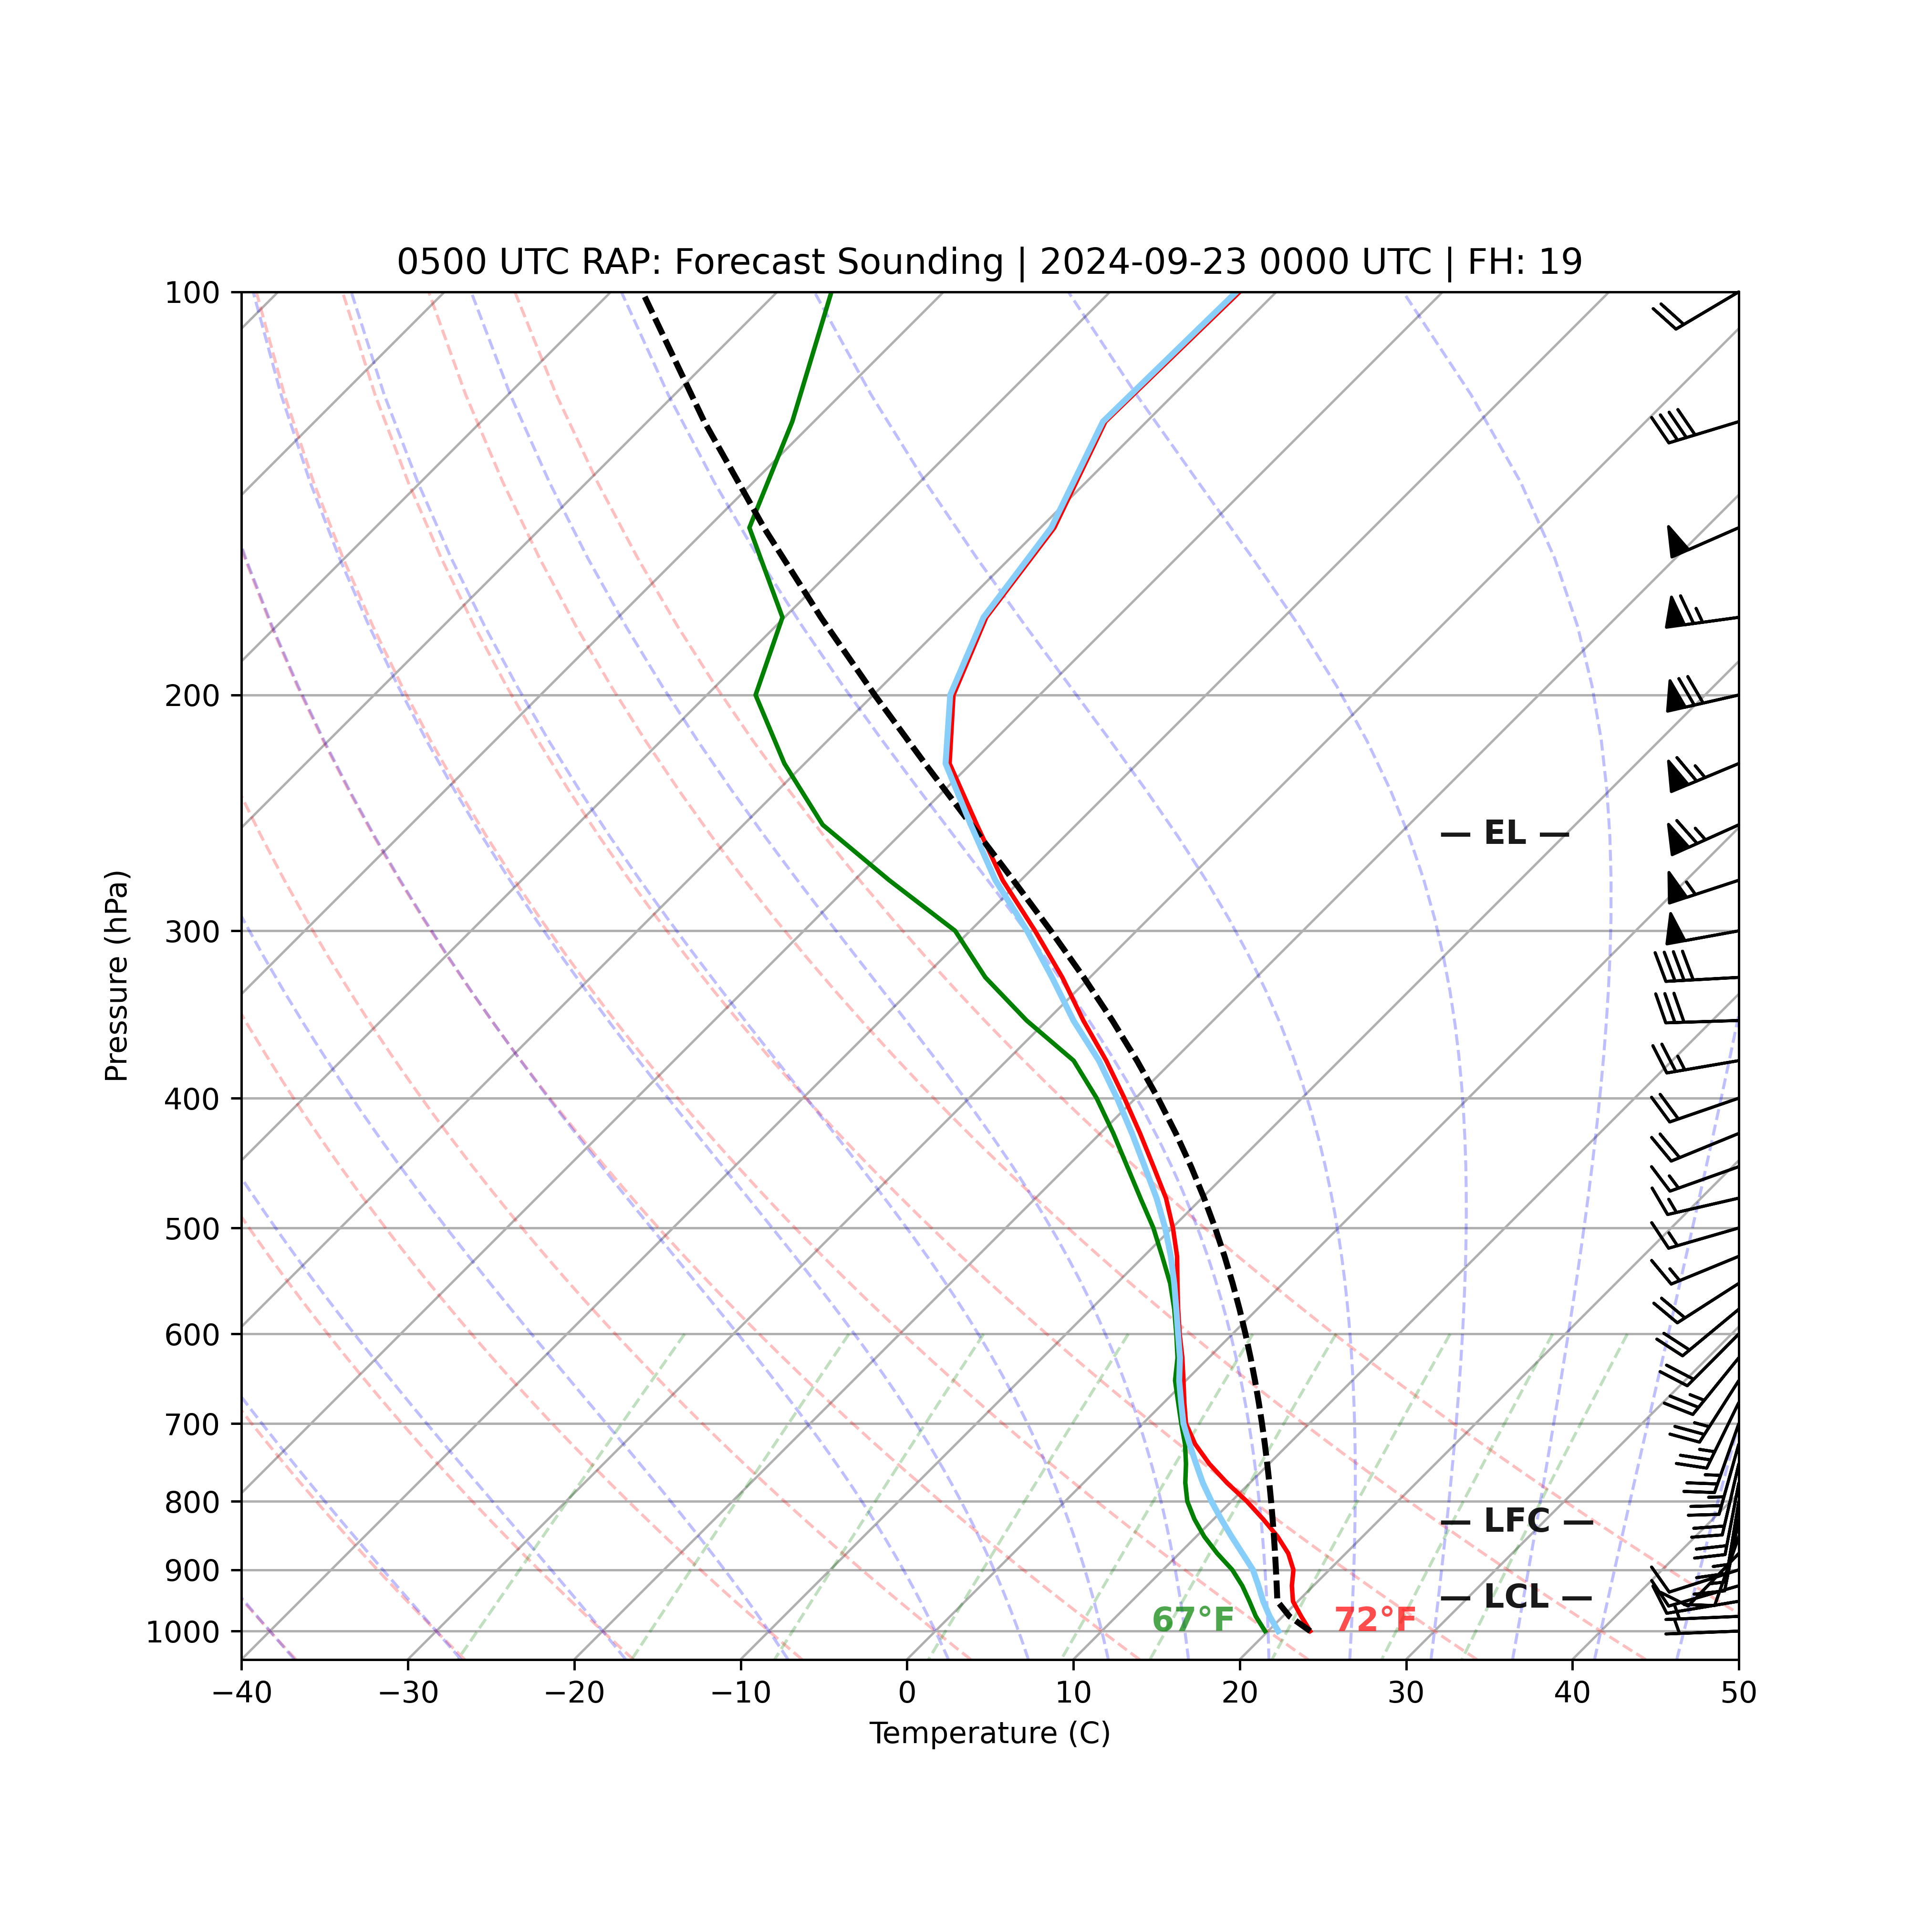 0500 UTC RAP: Forecast Sounding | 2024-09-23 0000 UTC | FH: 19
100
200
300
400
500
600
700
800
900
1000
Pressure (hPa)
— EL —
— LFC —
— LCL —
67°F
72°F
−40
−30
−20
−10
0
10
20
30
40
50
Temperature (C)